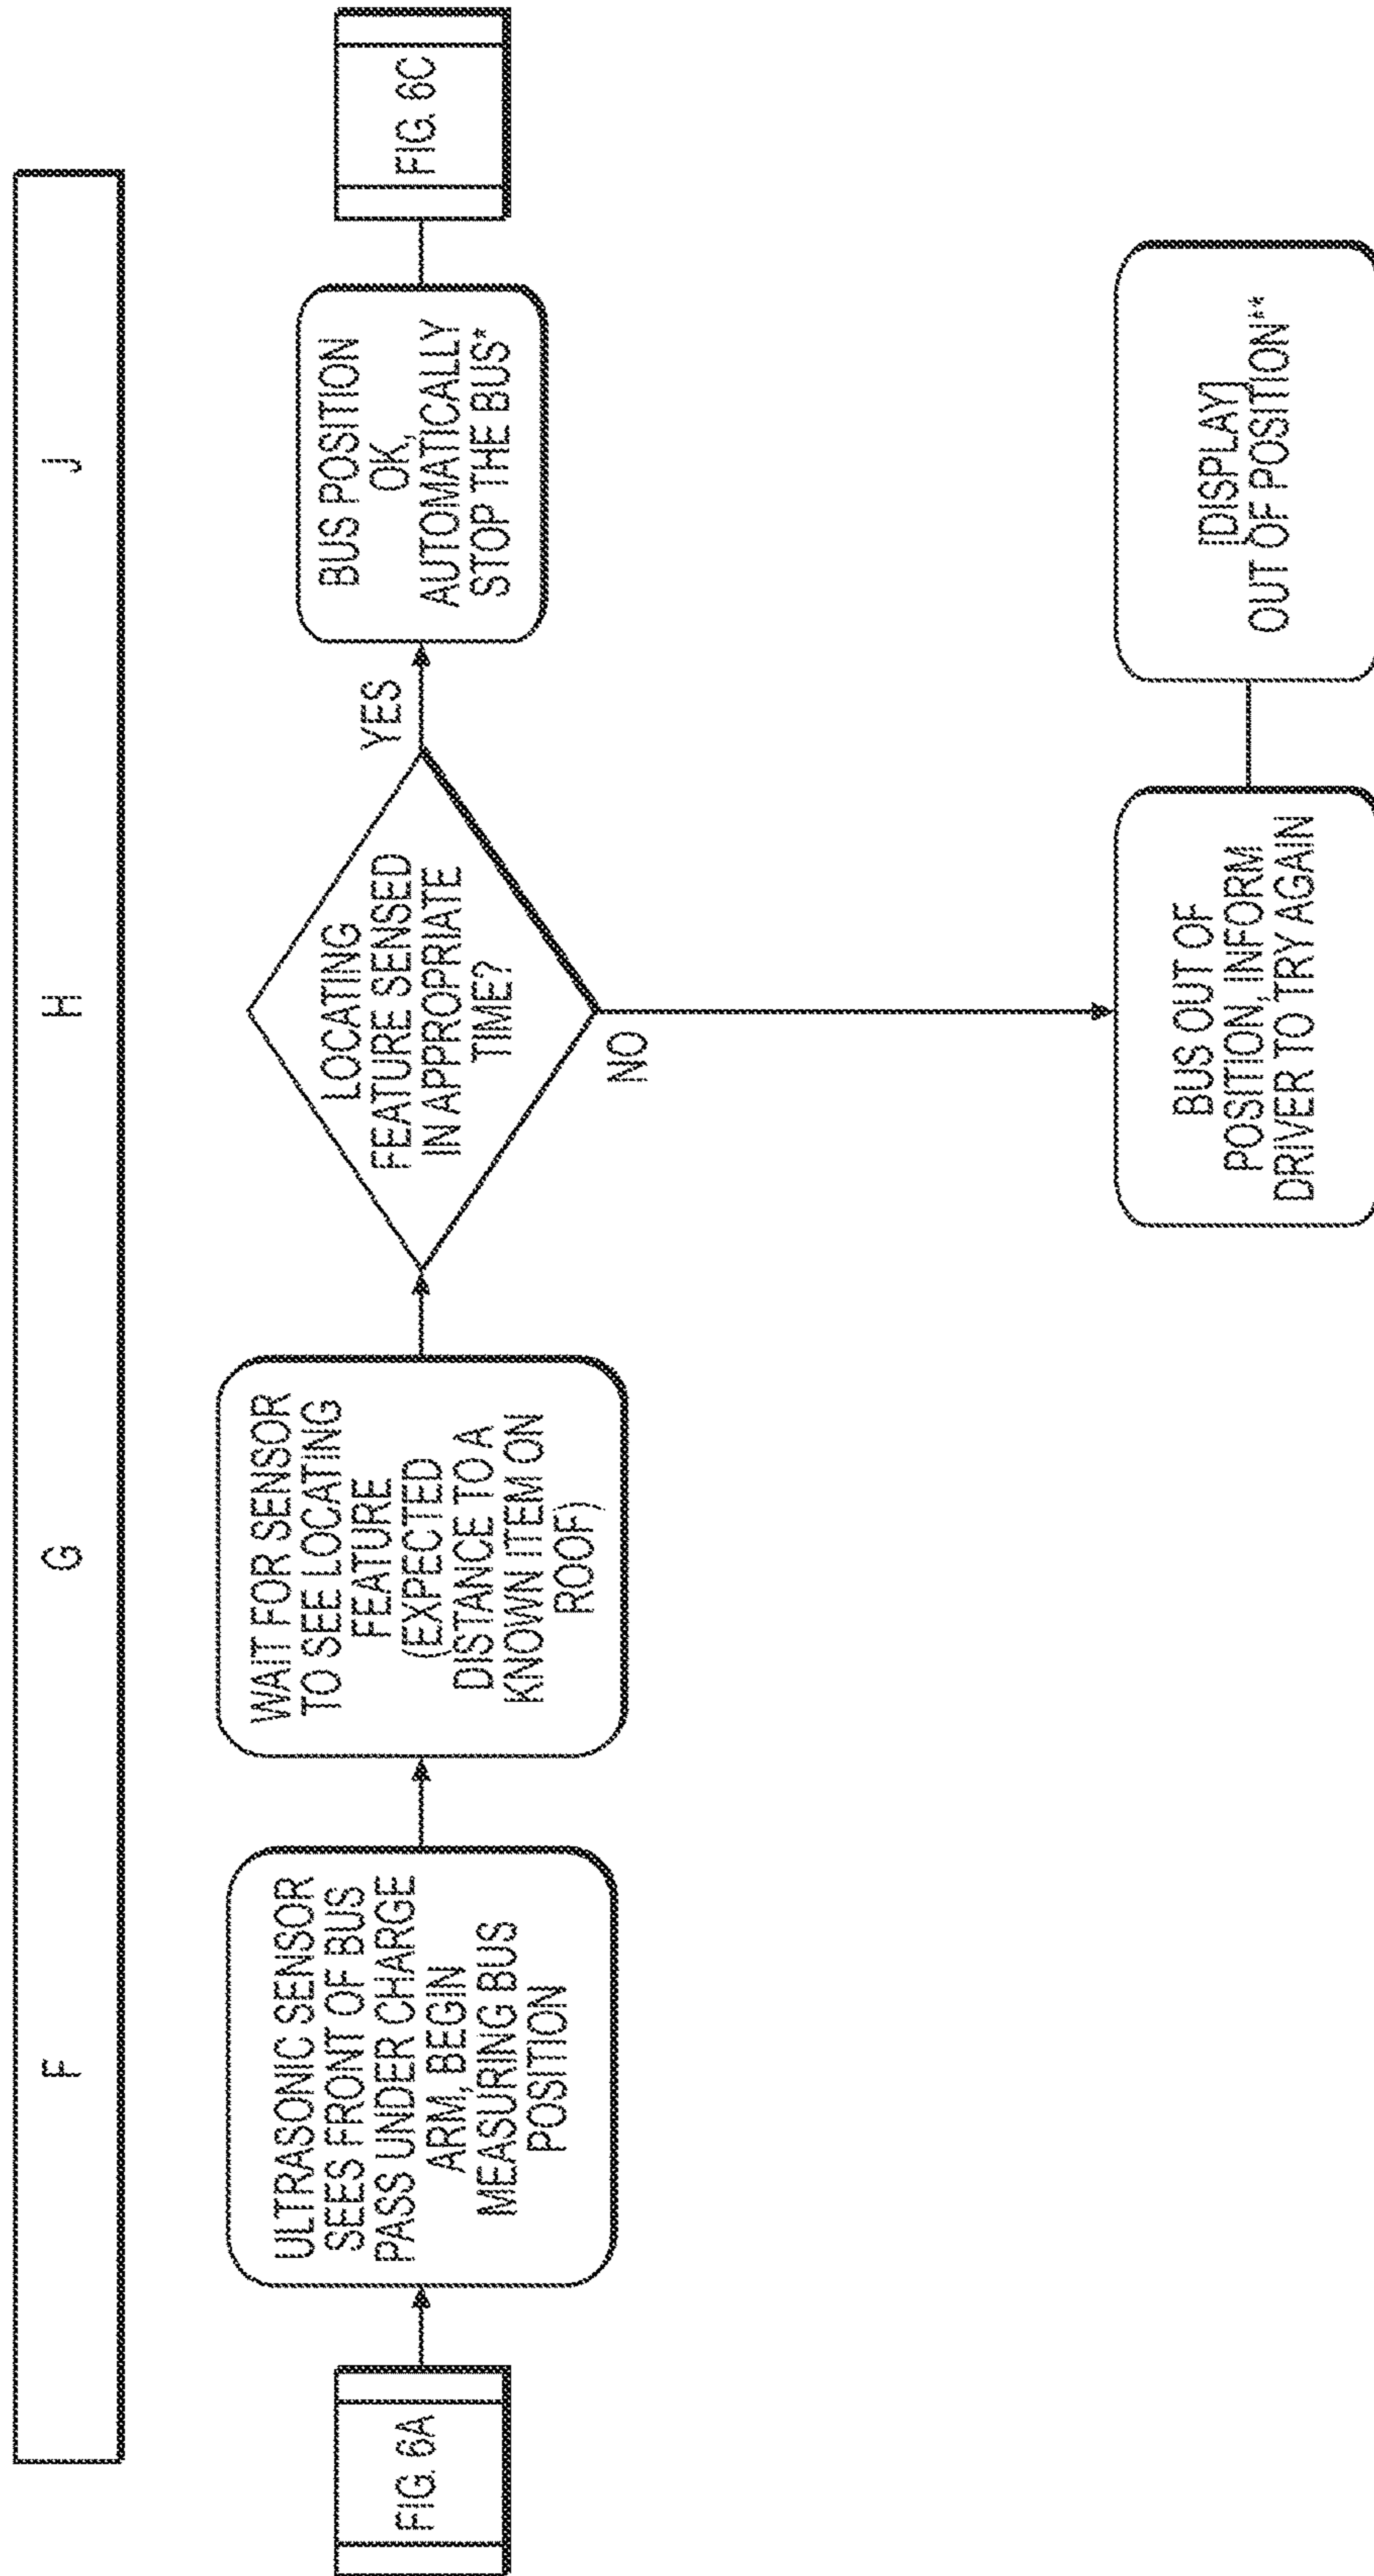 F G H J
FIG. 6A
ULTRASONIC SENSOR
SEES FRONT OF BUS
PASS UNDER CHARGE
ARM, BEGIN
MEASURING BUS
POSITION
WAIT FOR SENSOR
TO SEE LOCATING
FEATURE
(EXPECTED
DISTANCE TO A
KNOWN ITEM ON
ROOF)
LOCATING
FEATURE SENSED
IN APPROPRIATE
TIME?
YES
BUS POSITION
OK,
AUTOMATICALLY
STOP THE BUS*
FIG. 6C
NO
BUS OUT OF
POSITION, INFORM
DRIVER TO TRY AGAIN
[DISPLAY]
OUT OF POSITION**